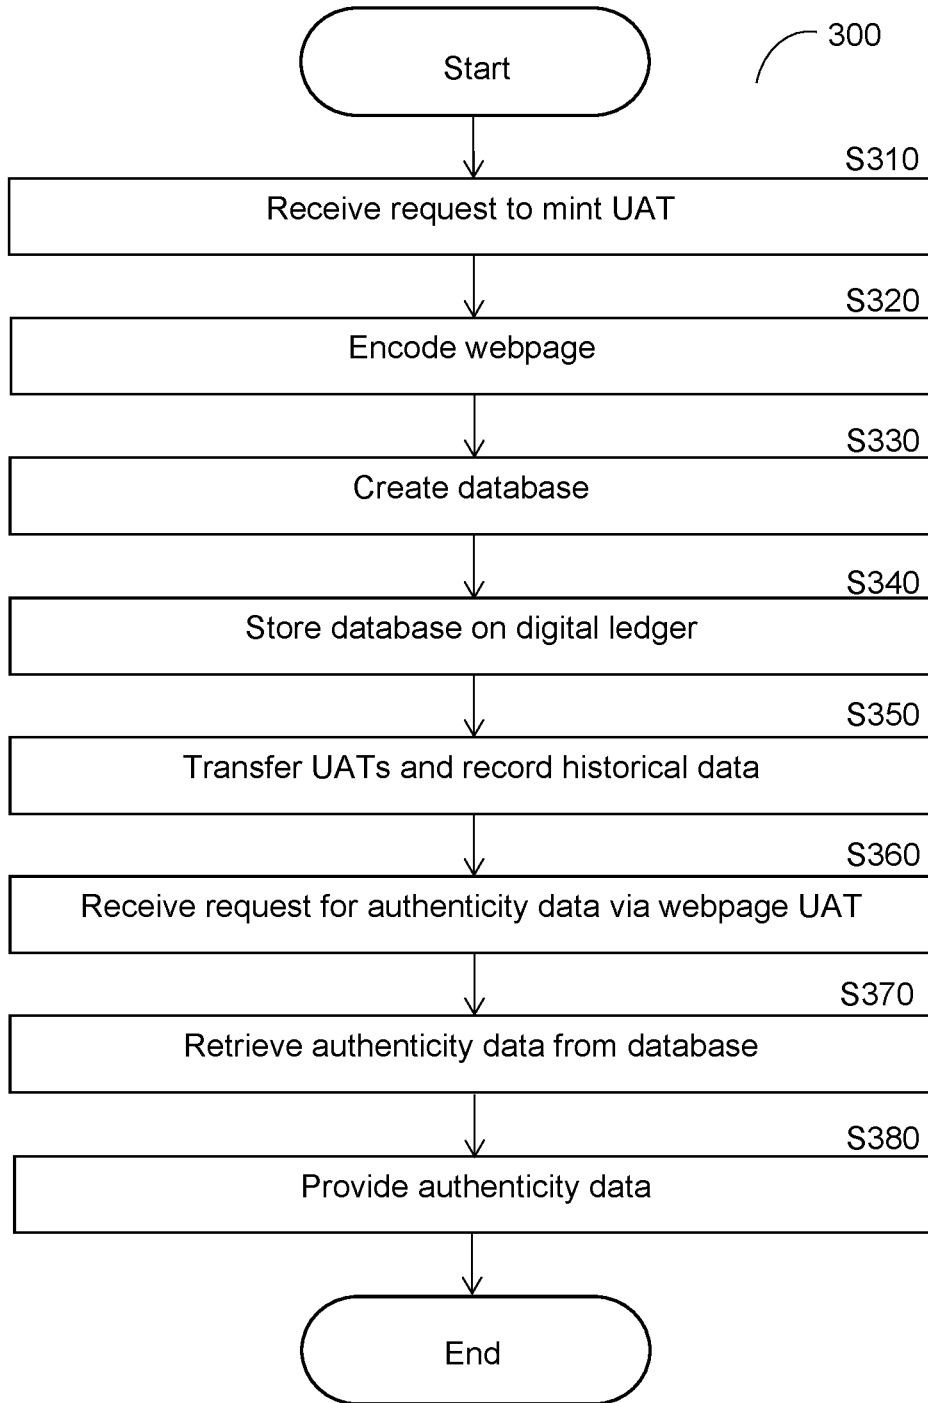 Start
300
S310
Receive request to mint UAT
S320
Encode webpage
S330
Create database
S340
Store database on digital ledger
S350
Transfer UATs and record historical data
S360
Receive request for authenticity data via webpage UAT
S370
Retrieve authenticity data from database
S380
Provide authenticity data
End